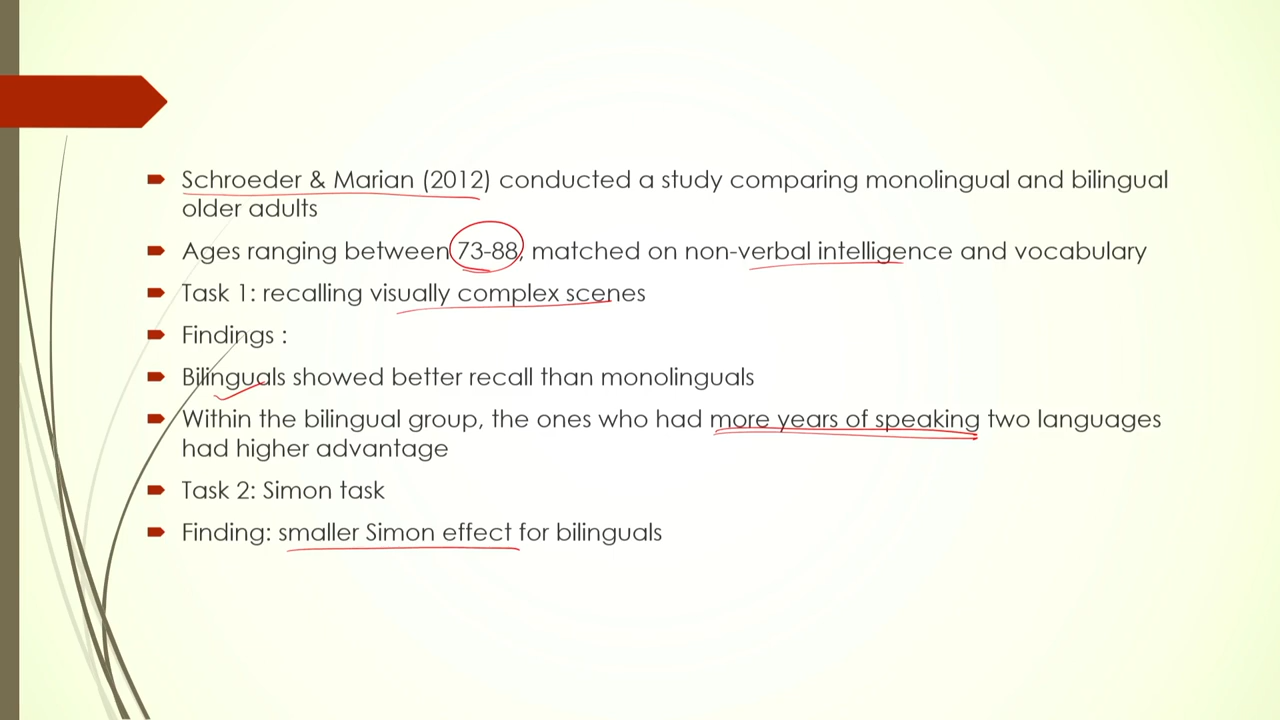 Schroeder & Marian (2012) conducted a study comparing monolingual and bilingual
older adults
Ages ranging between 73-88, matched on non-verbal intelligence and vocabulary
Task 1: recalling visually complex scenes
Findings :
Bilinguals showed better recall than monolinguals
Within the bilingual group, the ones who had more years of speaking two languages
had higher advantage
Task 2: Simon task
Finding: smaller Simon effect for bilinguals